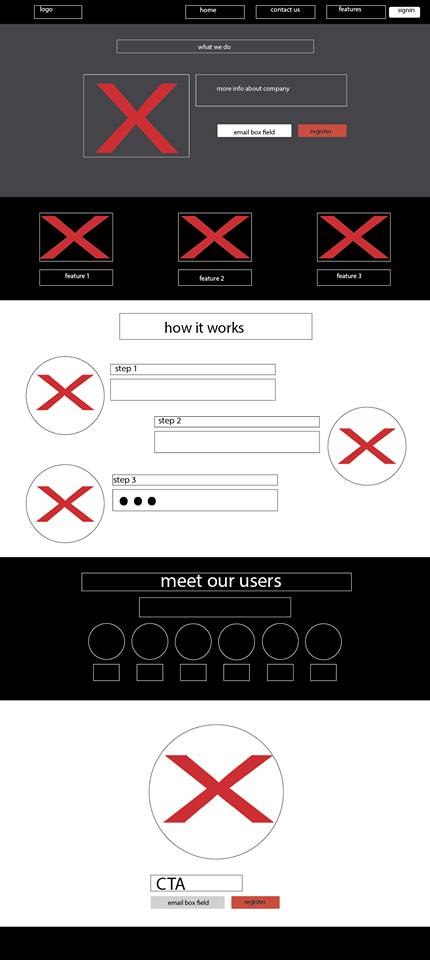 logo
home
contact us
features
signin
what we do
more info about company
email box field
register
feature 1
feature 2
feature 3
how it works
step 1
step 2
step 3
meet our users
CTA
email box field
register